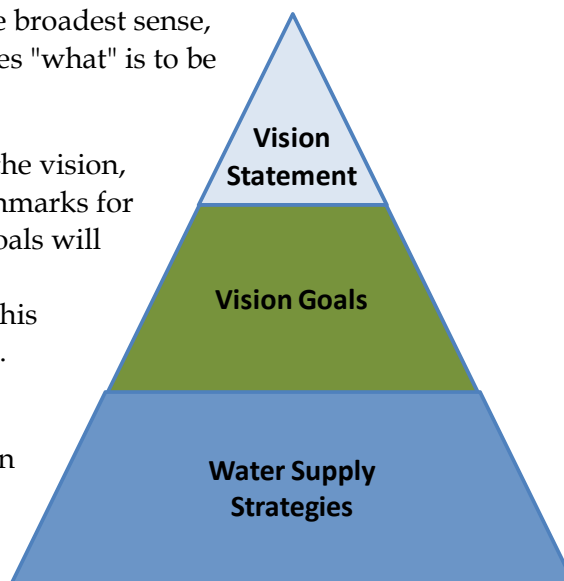 e broadest sense,
es "what" is to be
he vision,
nmarks for
oals will
his
.
n
Vision
Statement
Vision Goals
Water Supply
Strategies